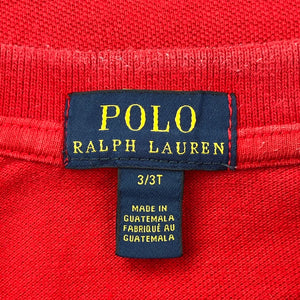 POLO
RALPH LAUREN
3/3T
MADE IN
GUATEMALA
FABRIQUÉ AU
GUATEMALA